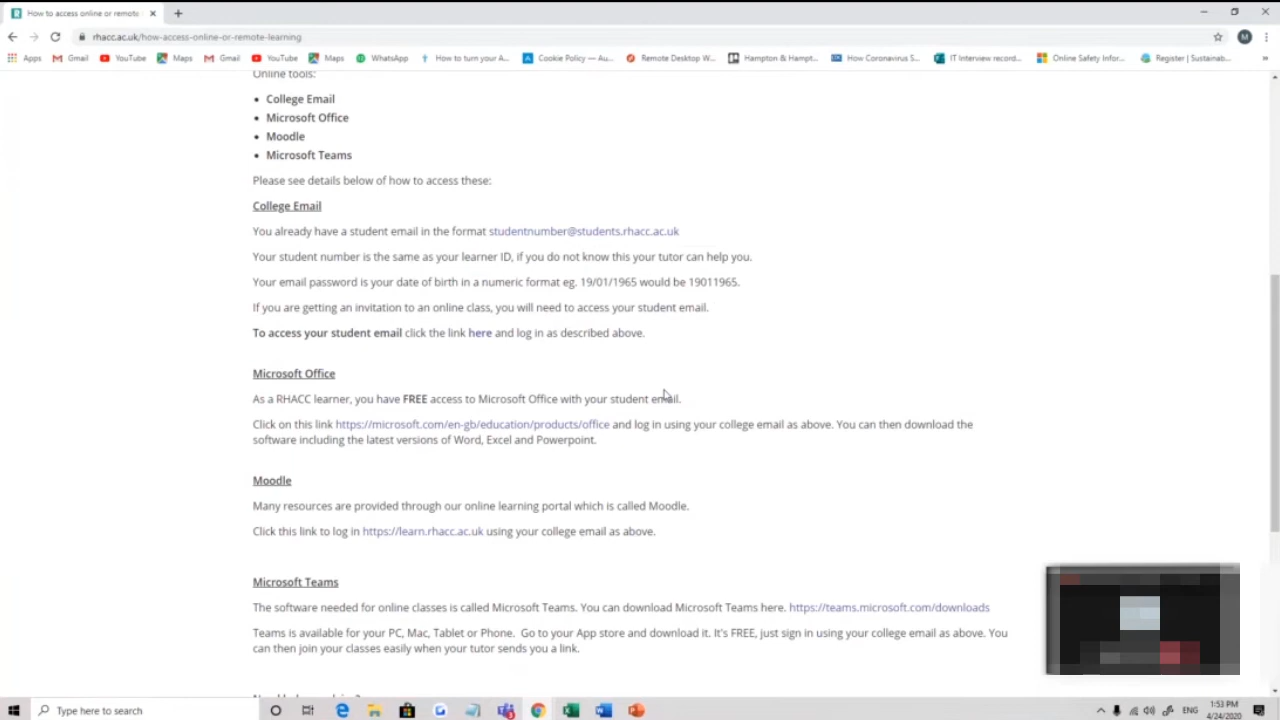 How to access online or remote
rhacc.ac.uk/how-access-online-or-remote-learning
Apps Gmail YouTube Maps Gmail YouTube Maps WhatsApp How to turn your A... Cookie Policy — Au... Remote Desktop W... Hampton & Hampt... How Coronavirus S... IT Interview record... Online Safety Infor... Register | Sustainab... »
Online tools:
• College Email
• Microsoft Office
• Moodle
• Microsoft Teams
Please see details below of how to access these:
College Email
You already have a student email in the format studentnumber@students.rhacc.ac.uk
Your student number is the same as your learner ID, if you do not know this your tutor can help you.
Your email password is your date of birth in a numeric format eg. 19/01/1965 would be 19011965.
If you are getting an invitation to an online class, you will need to access your student email.
To access your student email click the link here and log in as described above.
Microsoft Office
As a RHACC learner, you have FREE access to Microsoft Office with your student email.
Click on this link https://microsoft.com/en-gb/education/products/office and log in using your college email as above. You can then download the
software including the latest versions of Word, Excel and Powerpoint.
Moodle
Many resources are provided through our online learning portal which is called Moodle.
Click this link to log in https://learn.rhacc.ac.uk using your college email as above.
Microsoft Teams
The software needed for online classes is called Microsoft Teams. You can download Microsoft Teams here. https://teams.microsoft.com/downloads
Teams is available for your PC, Mac, Tablet or Phone. Go to your App store and download it. It's FREE, just sign in using your college email as above. You
can then join your classes easily when your tutor sends you a link.
Type here to search
ENG
1:53 PM
4/24/2020